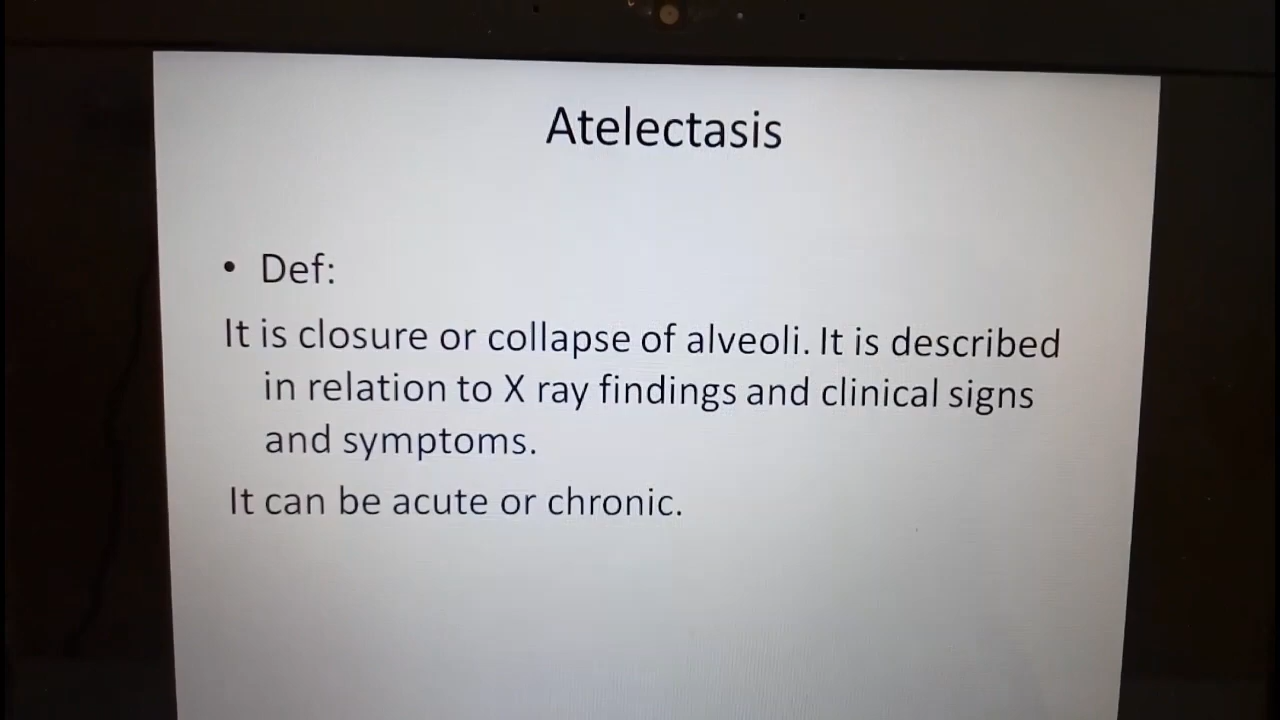 Atelectasis
• Def:
It is closure or collapse of alveoli. It is described
in relation to X ray findings and clinical signs
and symptoms.
It can be acute or chronic.